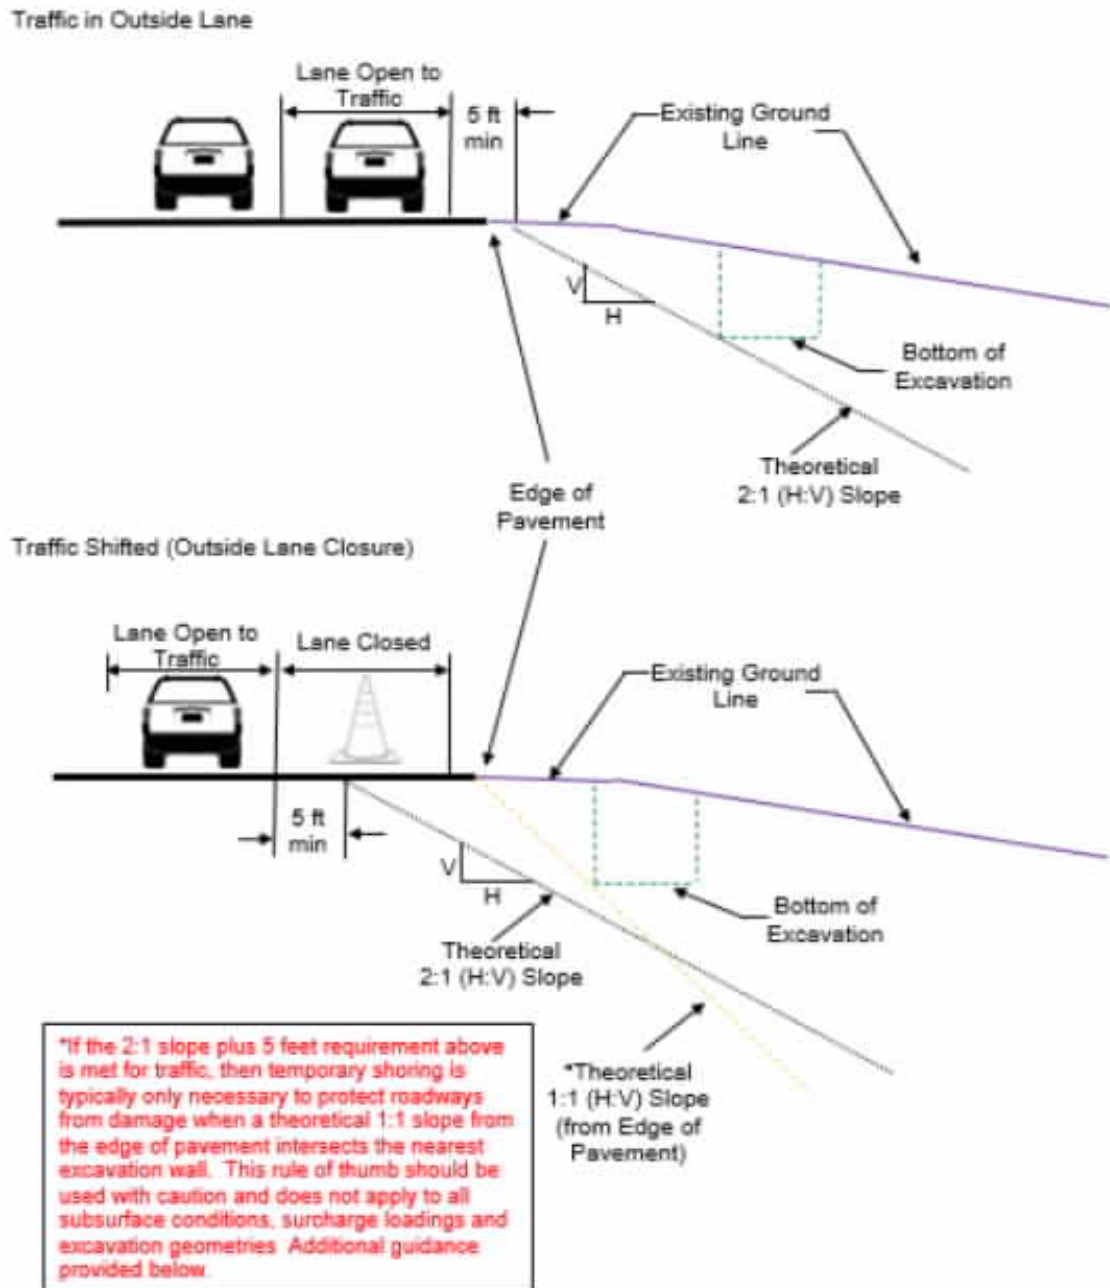 Traffic in Outside Lane
Lane Open to
Traffic
5 ft
min
Existing Ground
Line
V
H
Bottom of
Excavation
Theoretical
2:1 (H:V) Slope
Edge of
Pavement
Traffic Shifted (Outside Lane Closure)
Lane Open to
Traffic
Lane Closed
Existing Ground
Line
5 ft
min
V
H
Bottom of
Excavation
Theoretical
2:1 (H:V) Slope
*If the 2:1 slope plus 5 feet requirement above
is met for traffic, then temporary shoring is
typically only necessary to protect roadways
from damage when a theoretical 1:1 slope from
the edge of pavement intersects the nearest
excavation wall. This rule of thumb should be
used with caution and does not apply to all
subsurface conditions, surcharge loadings and
excavation geometries Additional guidance
provided below.
*Theoretical
1:1 (H:V) Slope
(from Edge of
Pavement)